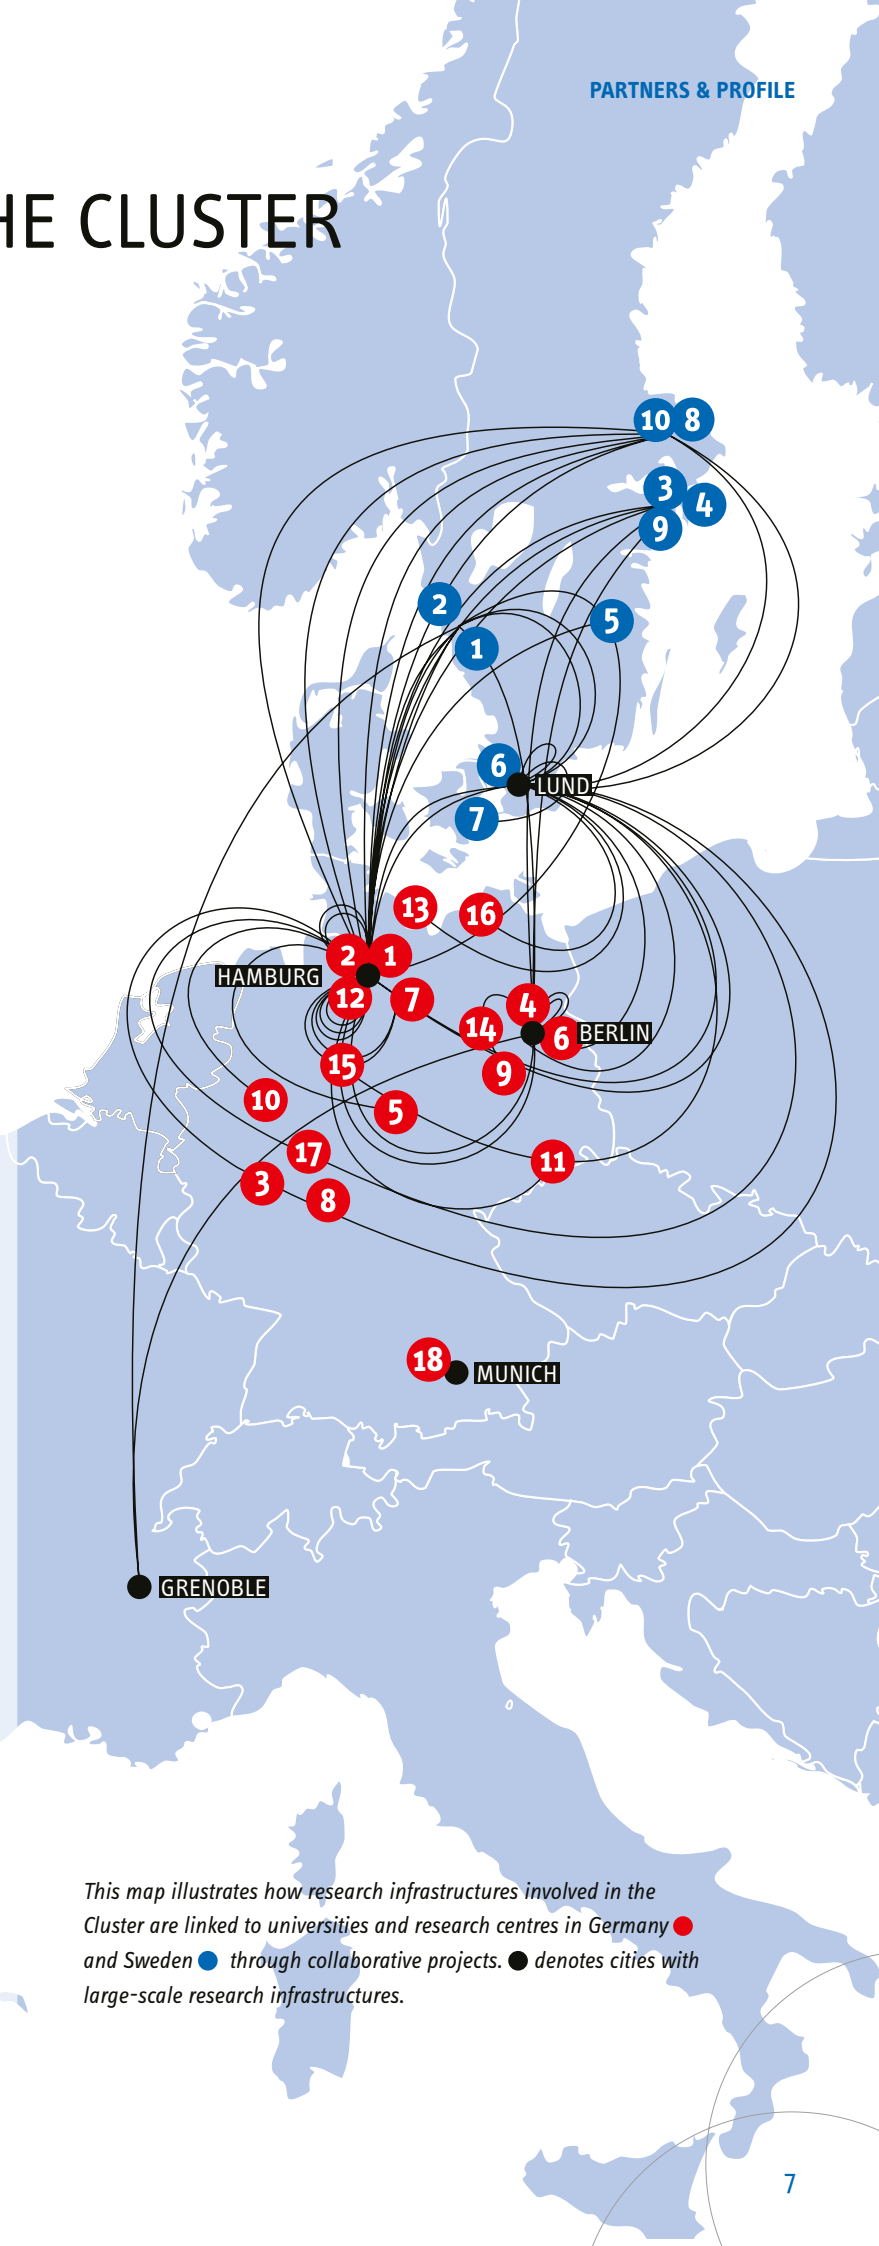 PARTNERS & PROFILE
HE CLUSTER
10 8
3
4
9
2
5
1
6
LUND
7
13
16
2 1
HAMBURG
12
7
4
14
6
BERLIN
15
9
10
5
17
11
3
8
18
MUNICH
GRENOBLE
This map illustrates how research infrastructures involved in the
Cluster are linked to universities and research centres in Germany
and Sweden through collaborative projects. denotes cities with
large-scale research infrastructures.
7